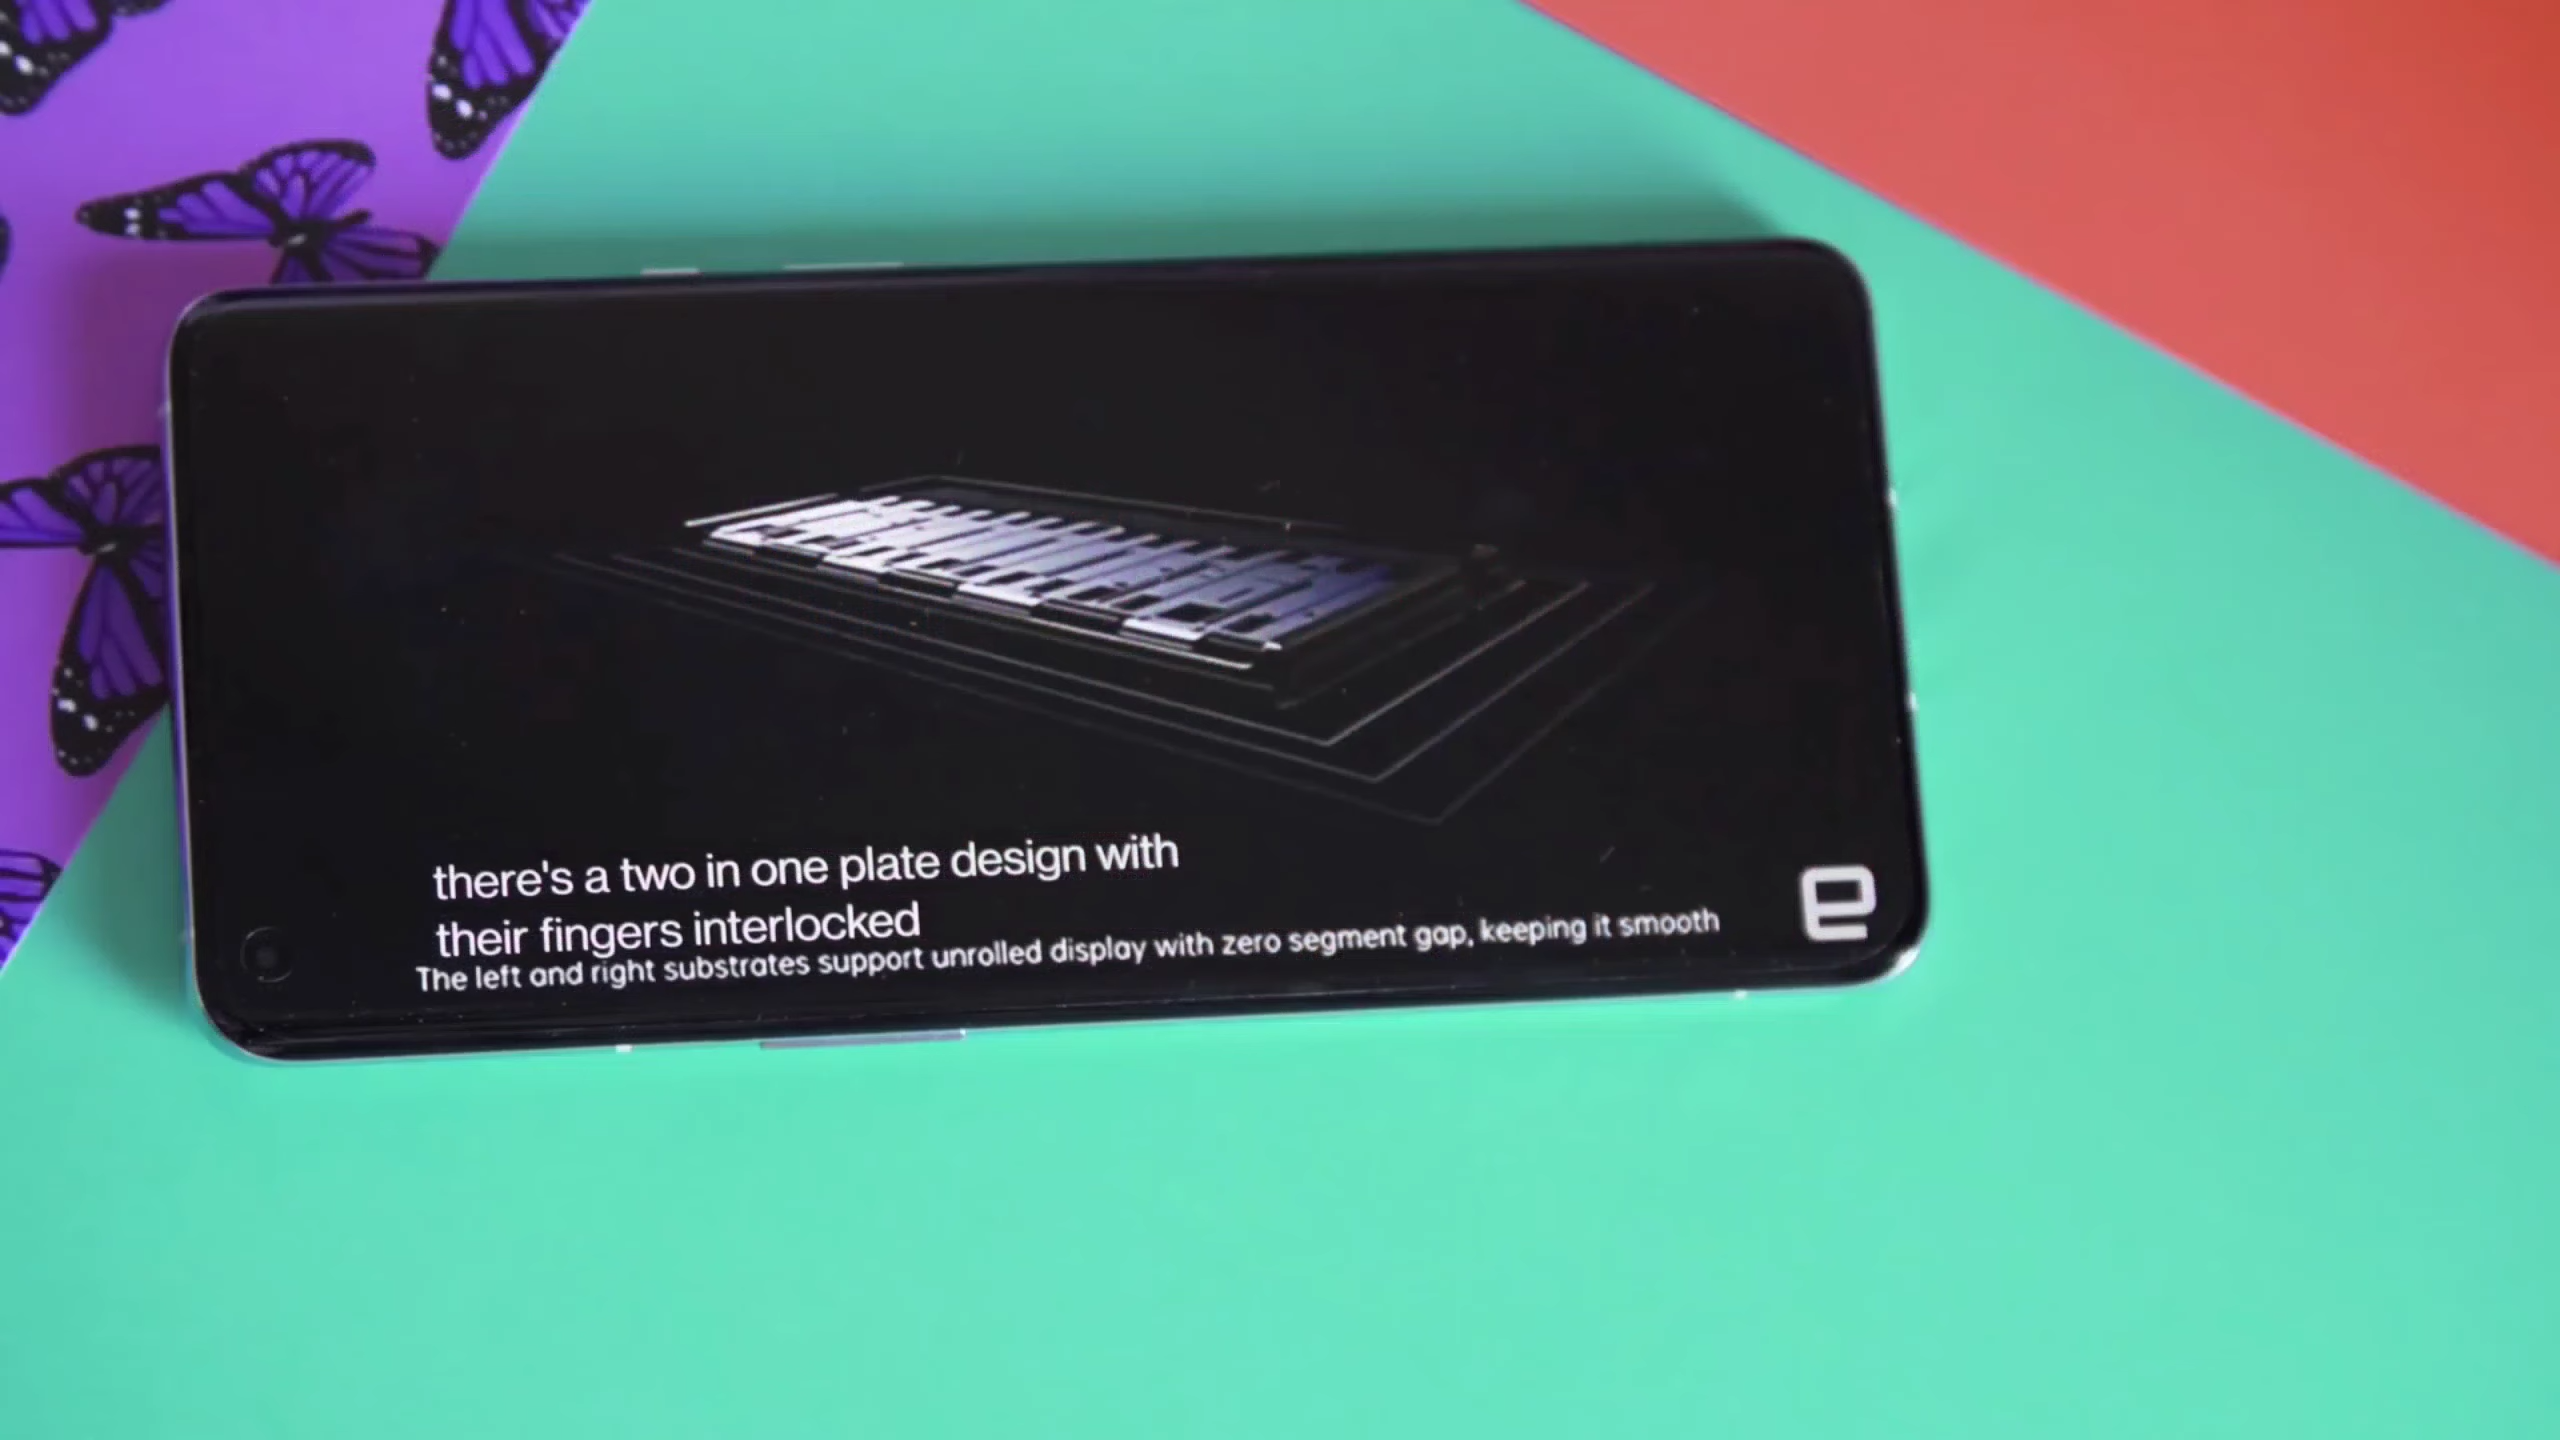 there's a two in one plate design with
their fingers interlocked
The left and right substrates support unrolled display with zero segment gap, keeping it smooth
e